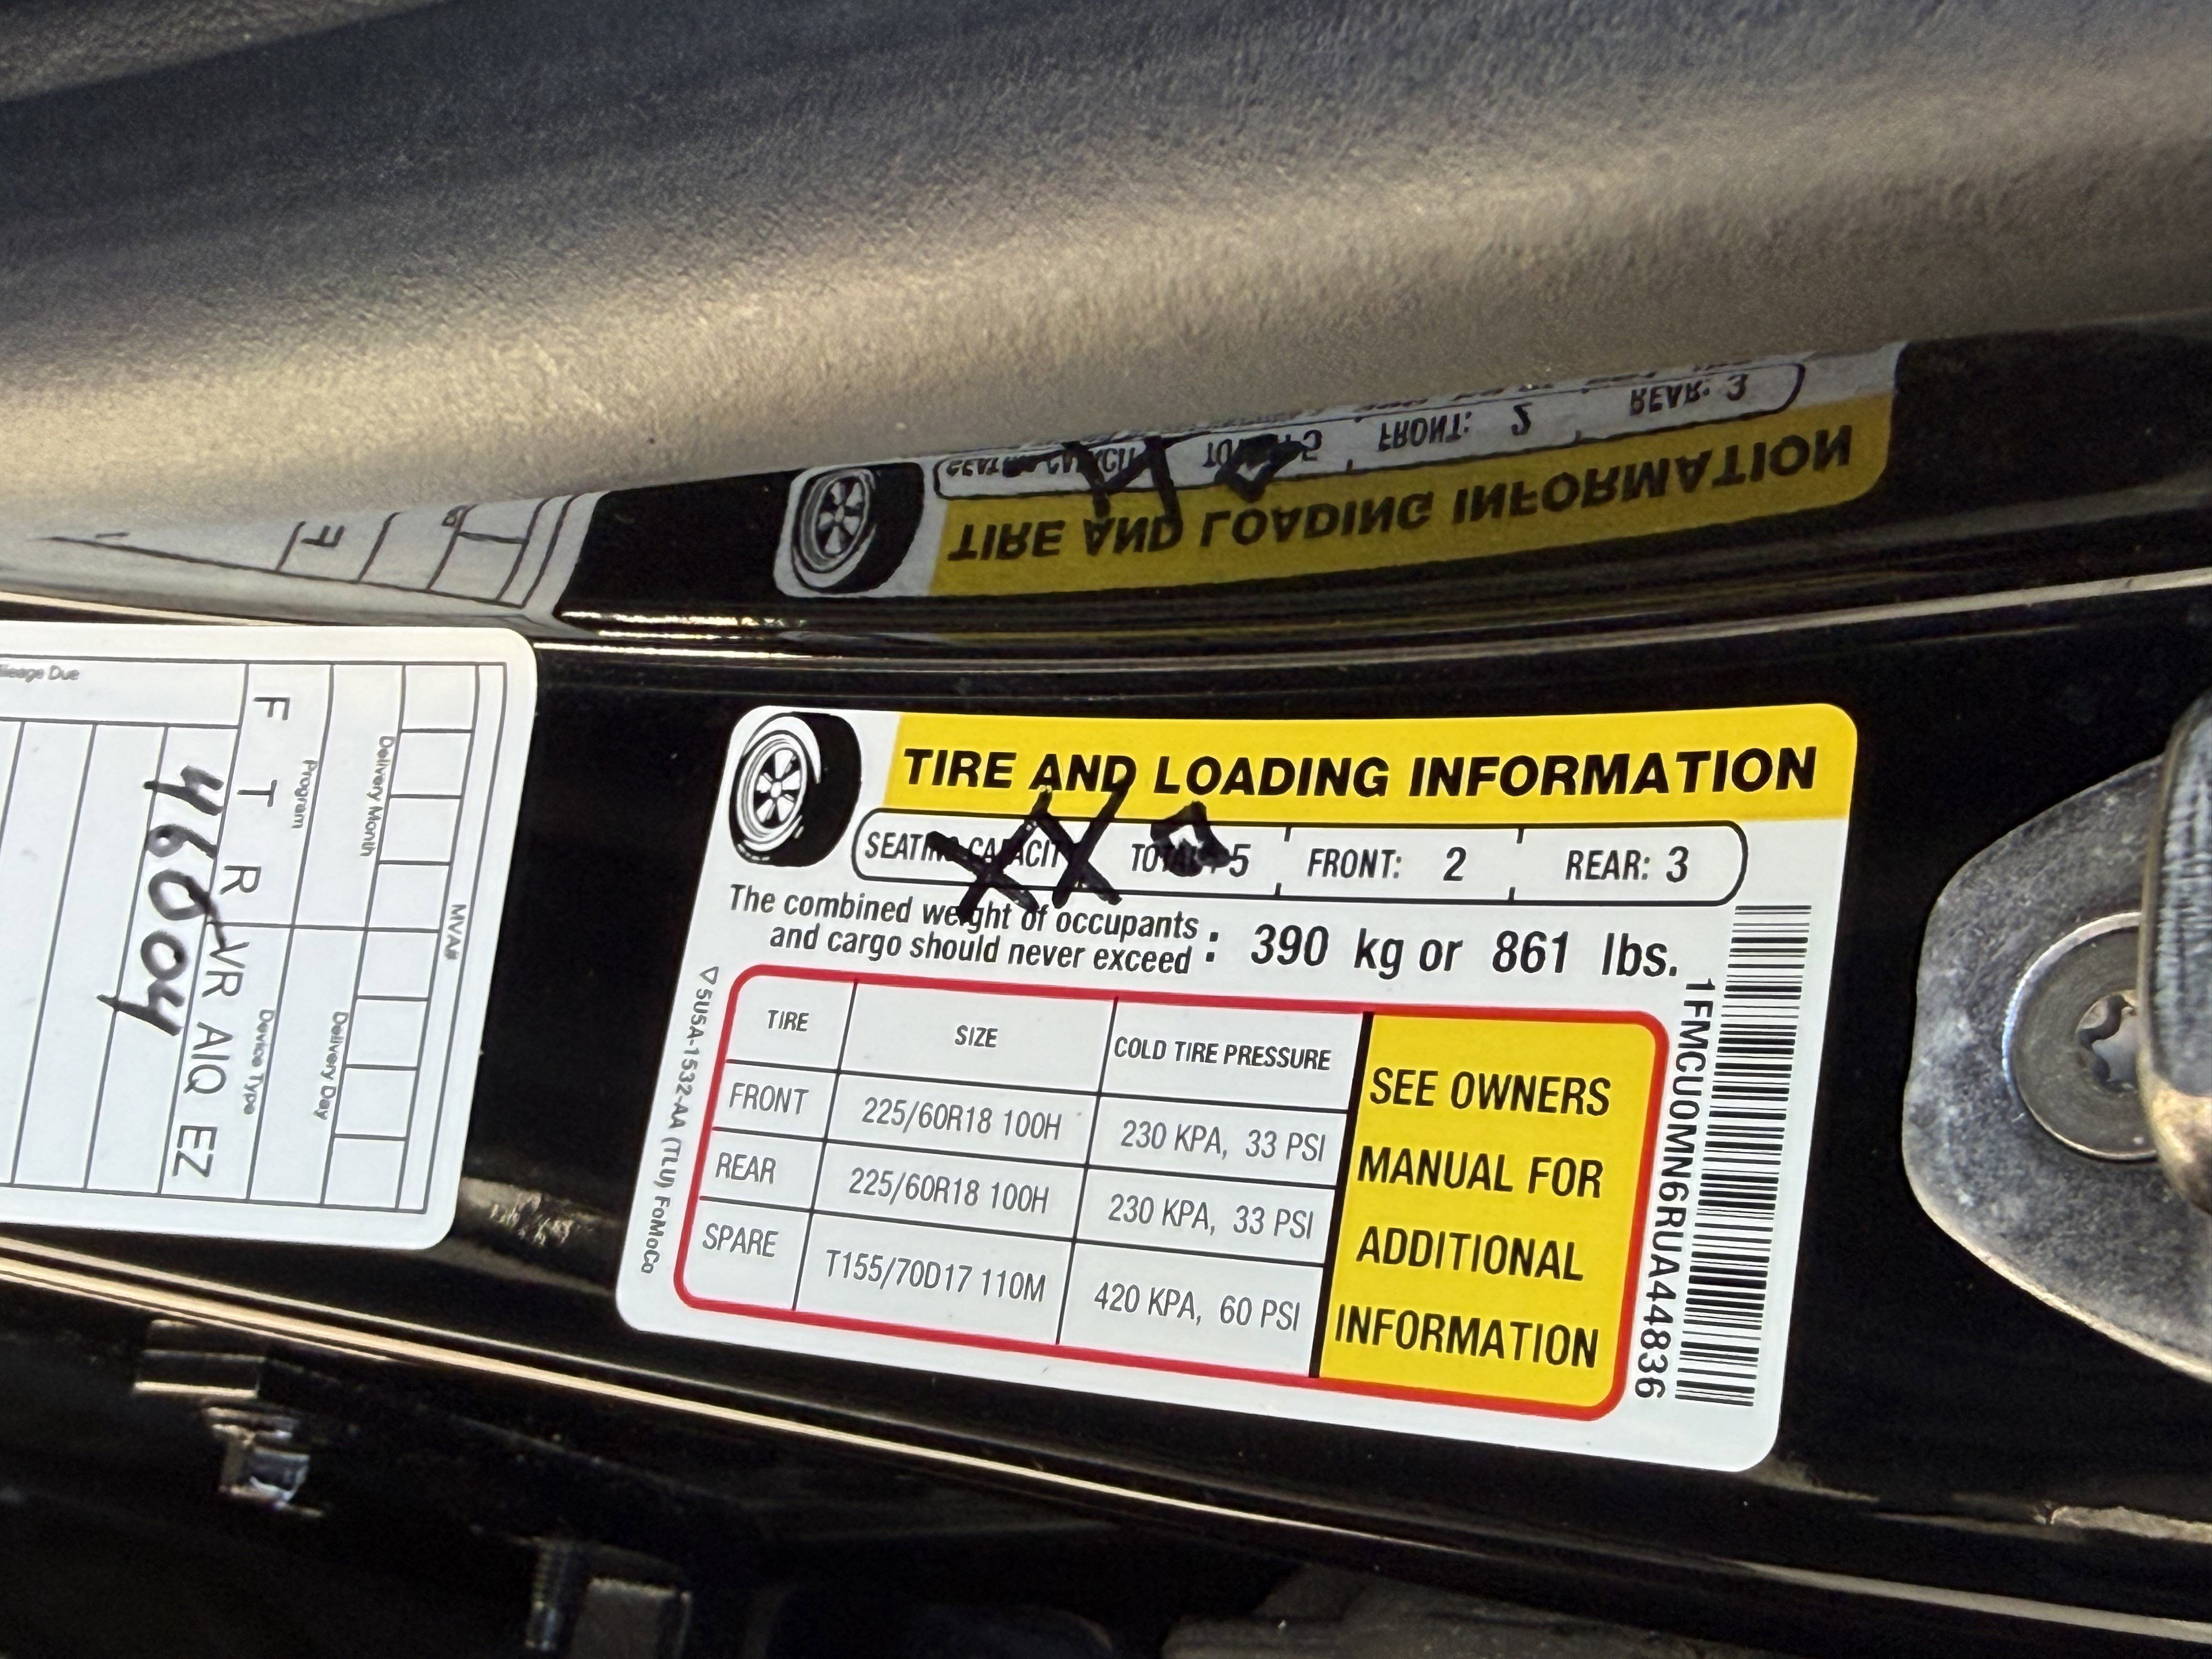 TIRE AND LOADING INFORMATION
SEATING CAPACITY TOTAL: 5 FRONT: 2 REAR: 3
The combined weight of occupants
and cargo should never exceed : 390 kg or 861 lbs.
TIRE SIZE COLD TIRE PRESSURE
FRONT 225/60R18 100H 230 KPA, 33 PSI
REAR 225/60R18 100H 230 KPA, 33 PSI
SPARE T155/70D17 110M 420 KPA, 60 PSI
SEE OWNERS
MANUAL FOR
ADDITIONAL
INFORMATION
1FMCU0MN6RUA44836
5U5A-1532-AA (TLU) FoMoCo
MVA#
Delivery Month Delivery Day
Program Device Type
F T R VR AIQ EZ
Mileage Due
TIRE AND LOADING INFORMATION
FRONT: 2 REAR: 3